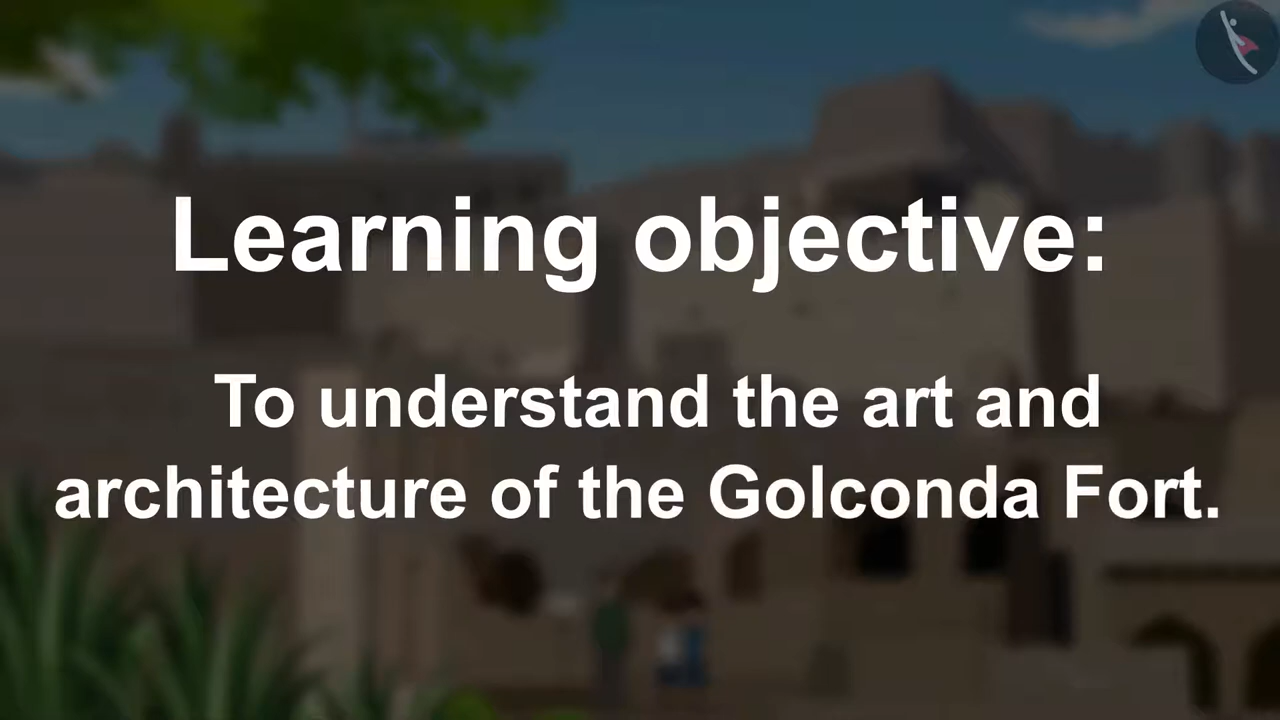 Learning objective:
To understand the art and
architecture of the Golconda Fort.